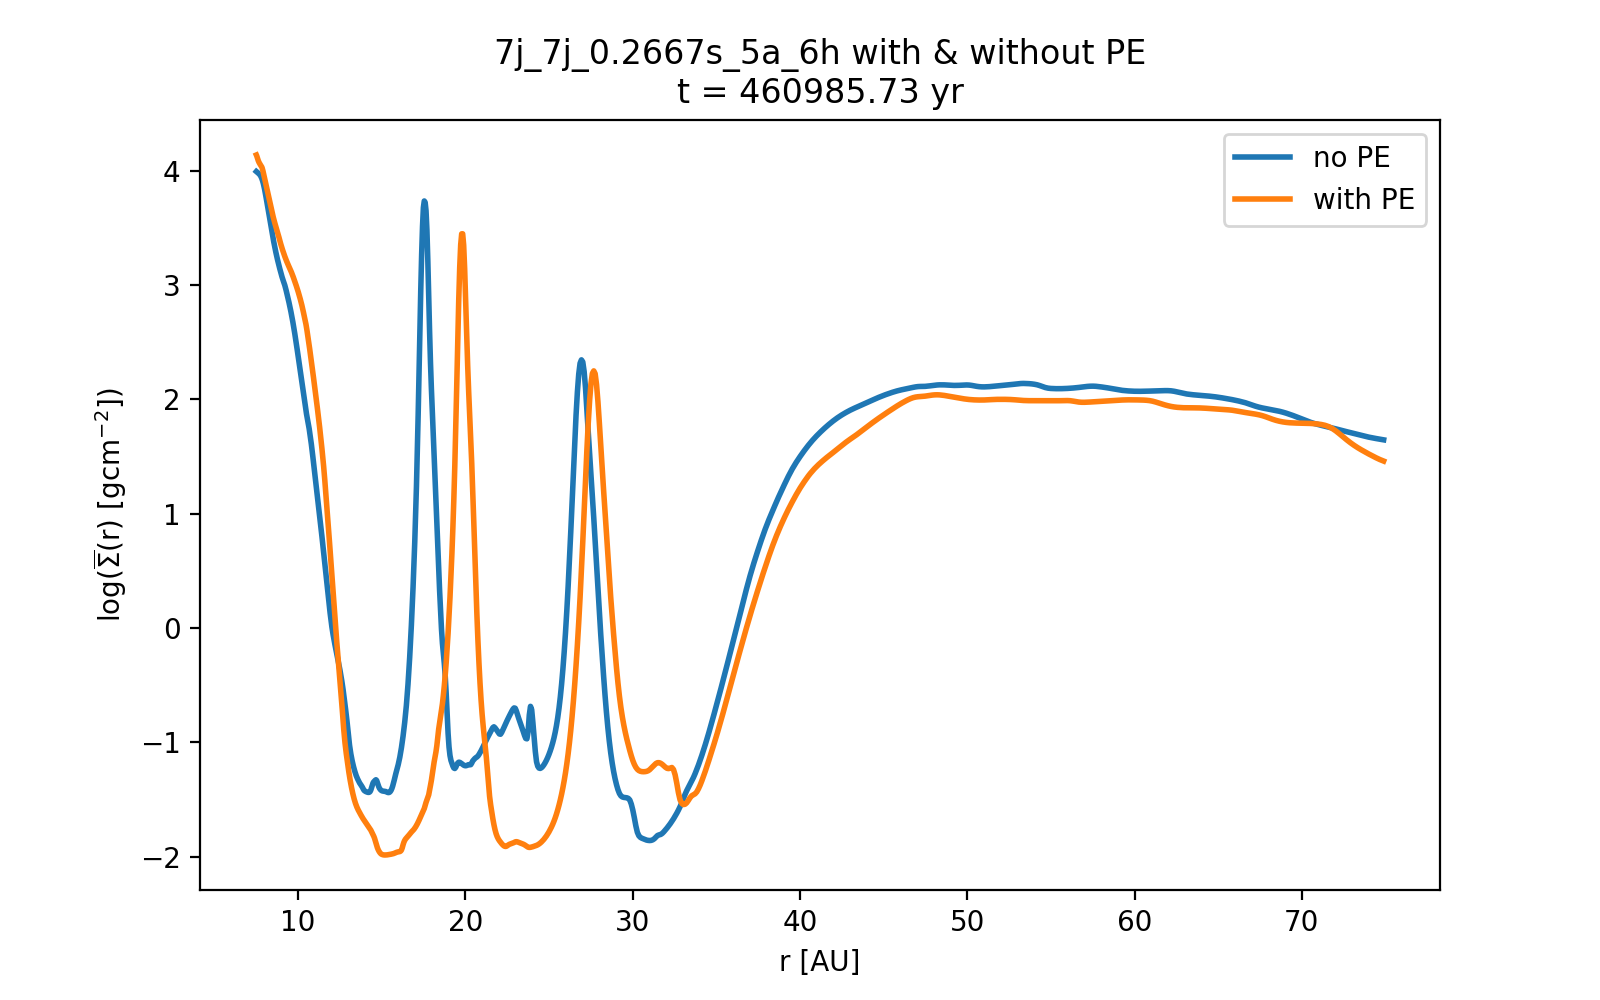 7j_7j_0.2667s_5a_6h with & without PE
t = 460985.73 yr
no PE
with PE
4
3
2
1
0
−1
−2
log(Σ̅(r) [gcm⁻²])
10 20 30 40 50 60 70
r [AU]